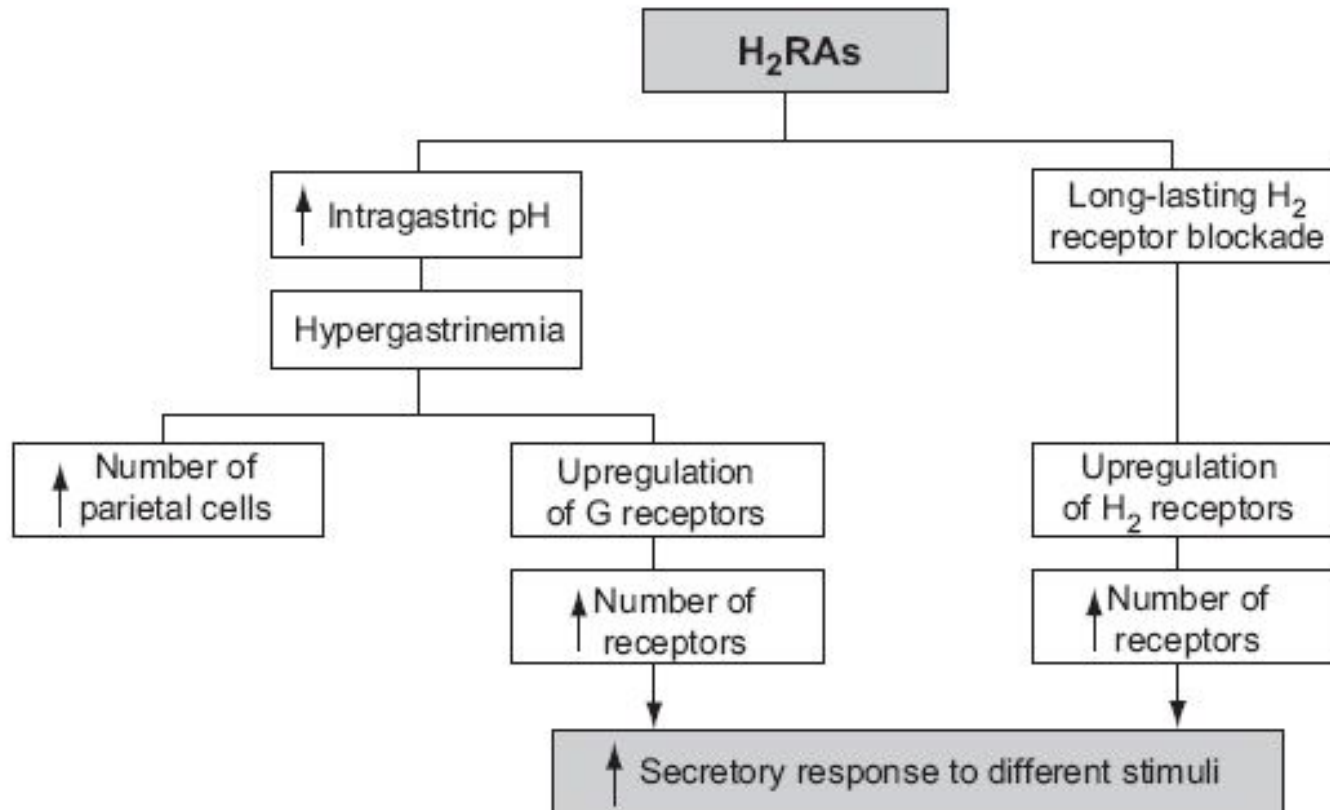 H₂RAs
↑ Intragastric pH
Long-lasting H₂
receptor blockade
Hypergastrinemia
↑ Number of
parietal cells
Upregulation
of G receptors
Upregulation
of H₂ receptors
↑ Number of
receptors
↑ Number of
receptors
↑ Secretory response to different stimuli